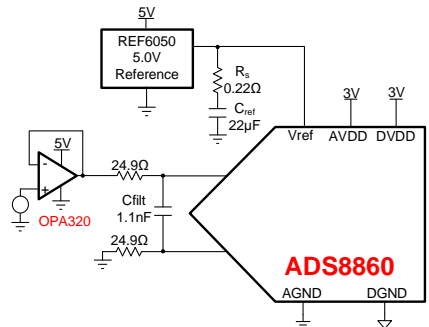 5V
REF6050
5.0V
Reference
Rs
0.22Ω
Cref
22µF
3V
3V
Vref
AVDD
DVDD
5V
-
+
OPA320
24.9Ω
Cfilt
1.1nF
24.9Ω
ADS8860
AGND
DGND